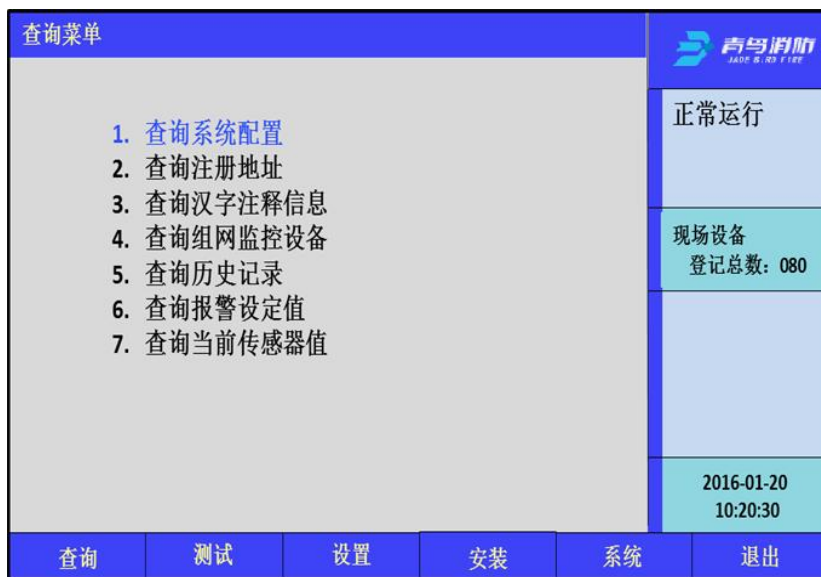 查询菜单
青鸟消防
JADE BIRD FIRE
1. 查询系统配置
2. 查询注册地址
3. 查询汉字注释信息
4. 查询组网监控设备
5. 查询历史记录
6. 查询报警设定值
7. 查询当前传感器值
正常运行
现场设备
登记总数：080
2016-01-20
10:20:30
查询 测试 设置 安装 系统 退出